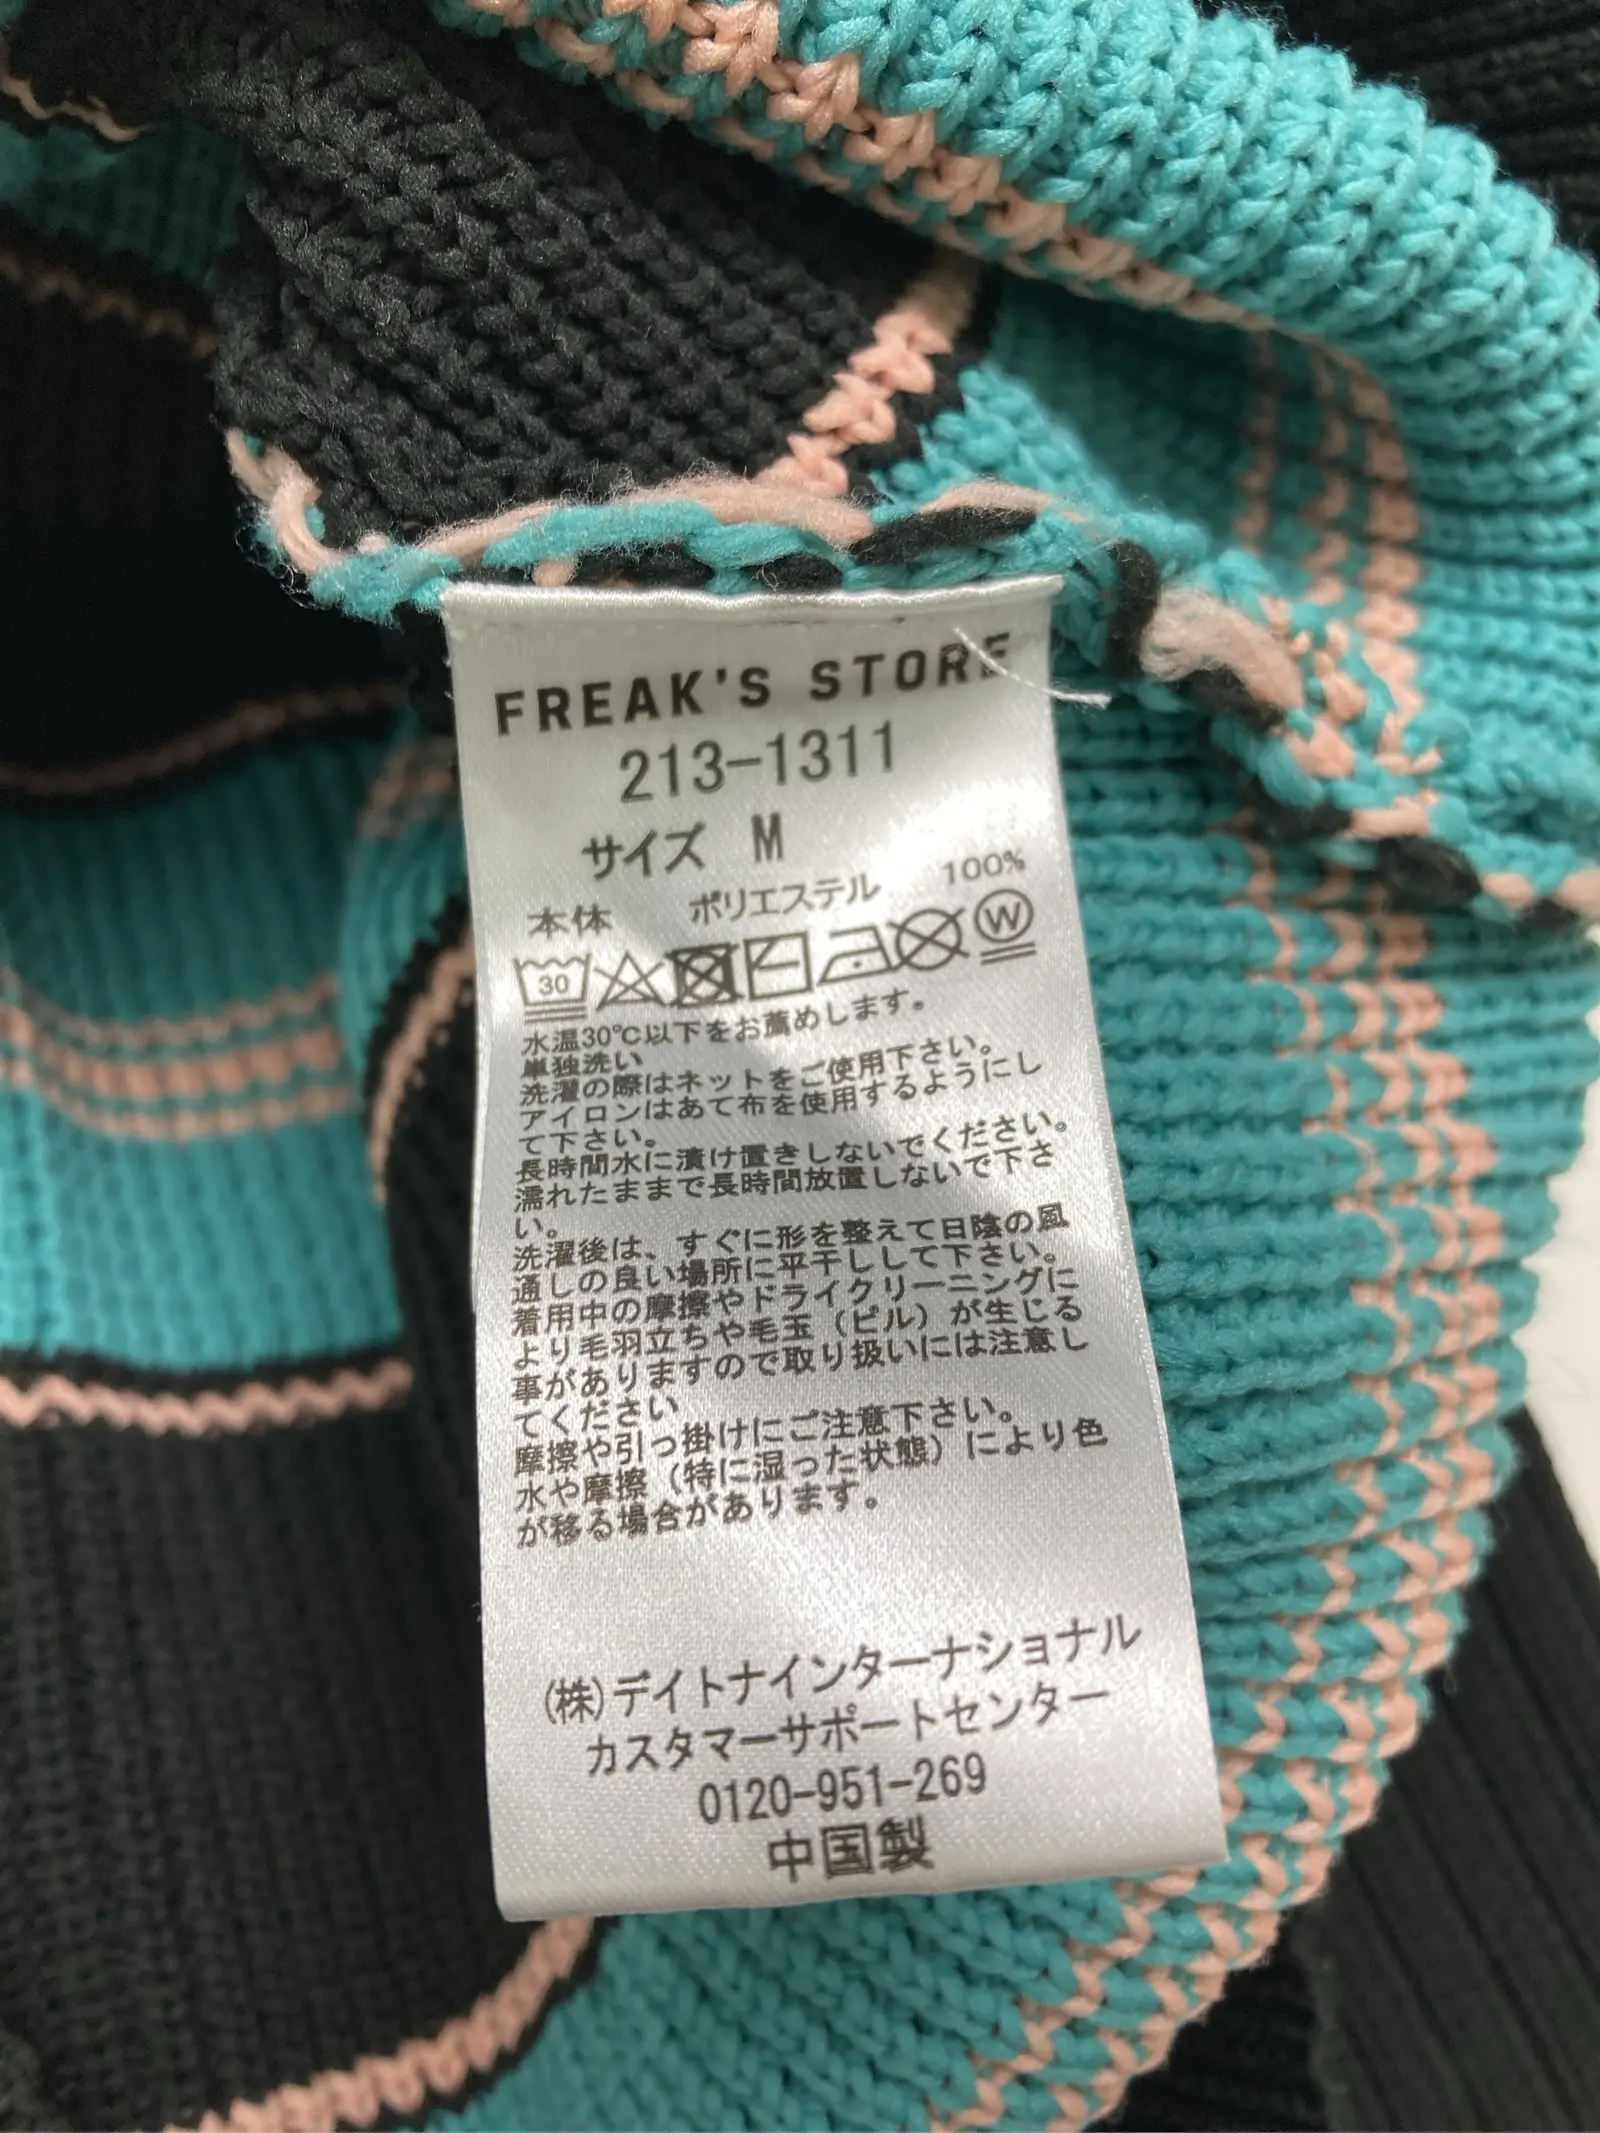 FREAK'S STORE
213-1311
サイズ M
本体 ポリエステル 100%
30 W
水温30℃以下をお薦めします。
単独洗い
洗濯の際はネットをご使用下さい。
アイロンはあて布を使用するようにし
て下さい。
長時間水に漬け置きしないでください。
濡れたままで長時間放置しないで下さ
い。
洗濯後は、すぐに形を整えて日陰の風
通しの良い場所に平干しして下さい。
着用中の摩擦やドライクリーニングに
より毛羽立ちや毛玉（ピル）が生じる
事がありますので取り扱いには注意し
てください
摩擦や引っ掛けにご注意下さい。
水や摩擦（特に湿った状態）により色
が移る場合があります。
(株)デイトナインターナショナル
カスタマーサポートセンター
0120-951-269
中国製